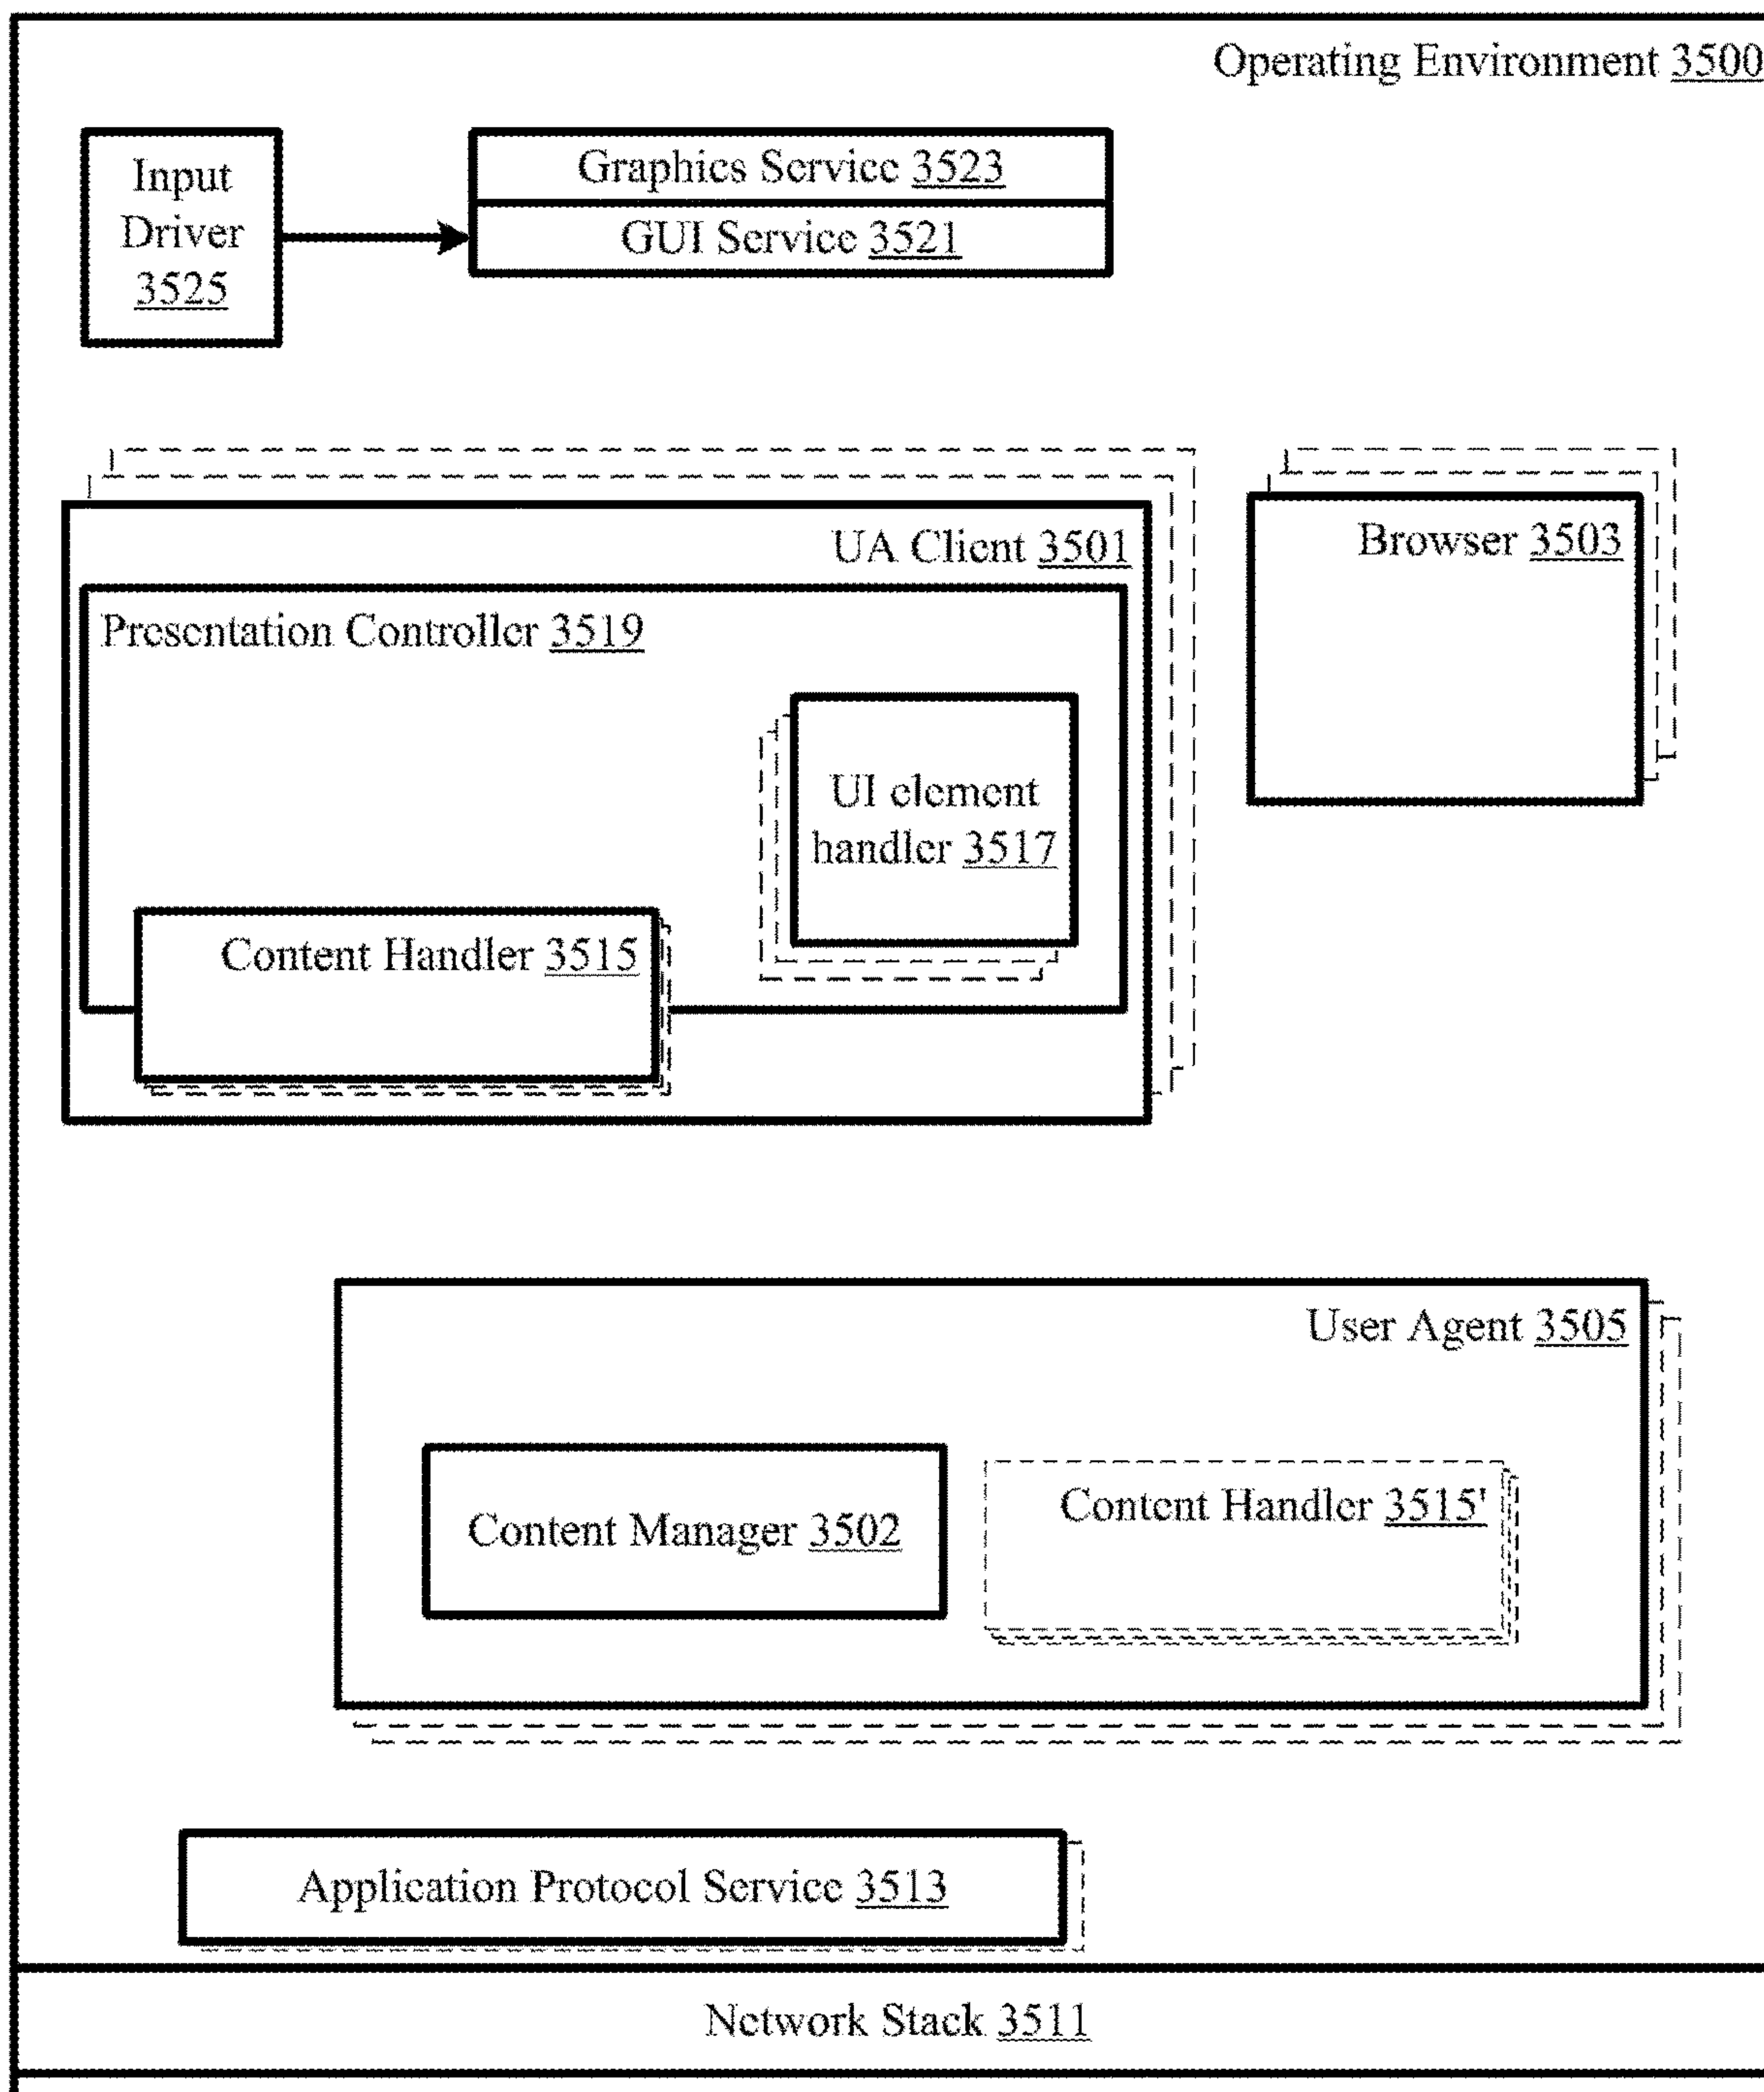 Operating Environment 3500
Input
Driver
3525
Graphics Service 3523
GUI Service 3521
UA Client 3501
Browser 3503
Presentation Controller 3519
UI element
handler 3517
Content Handler 3515
User Agent 3505
Content Manager 3502
Content Handler 3515'
Application Protocol Service 3513
Network Stack 3511